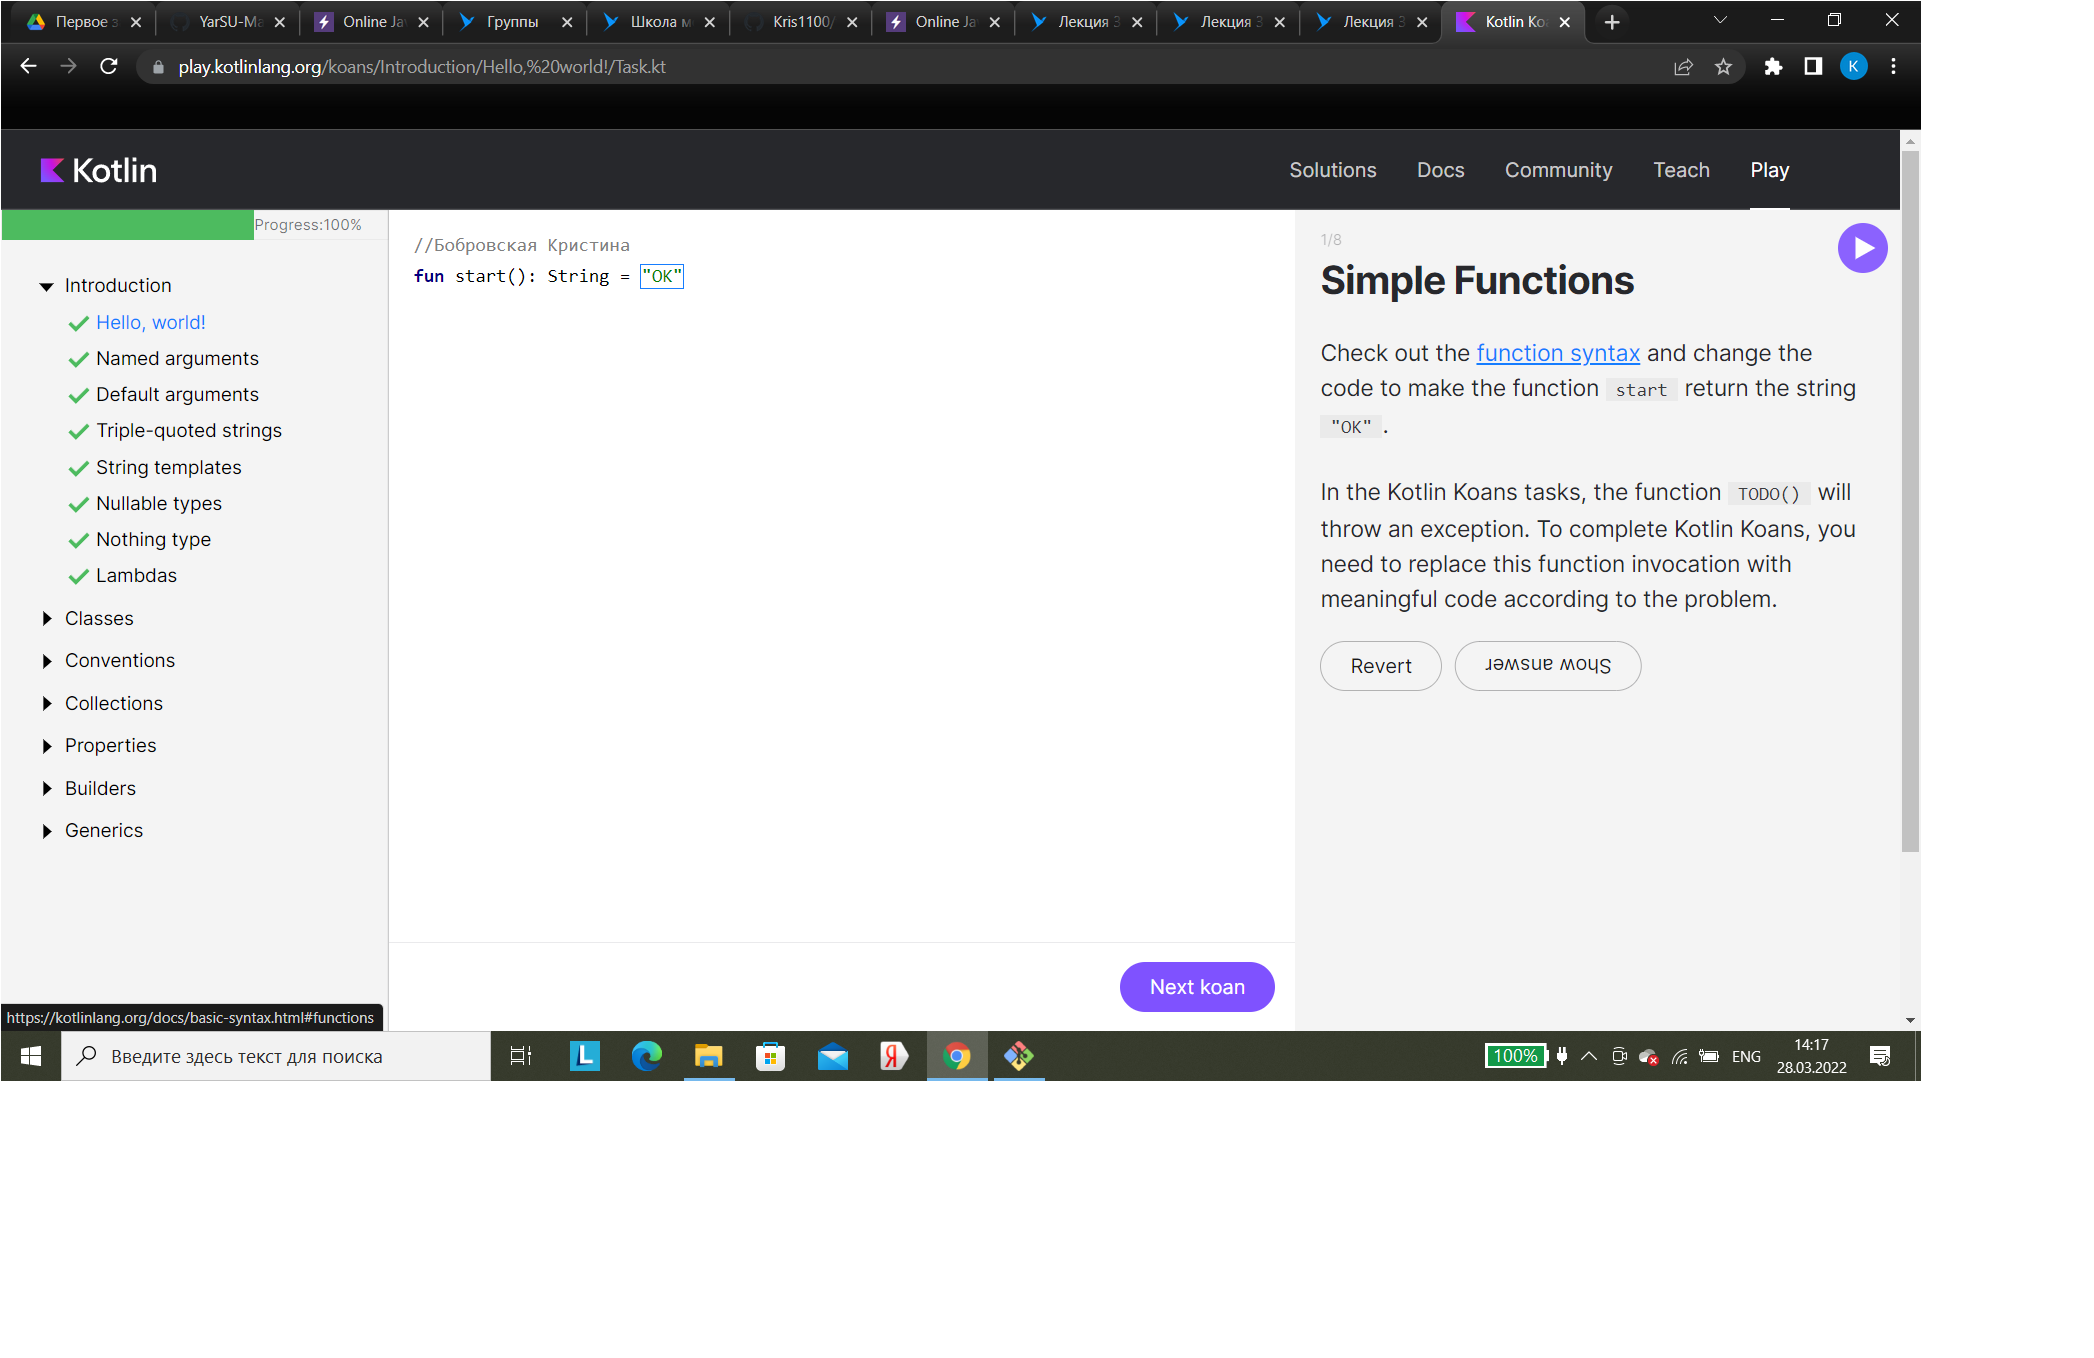 Первое з
YarSU-Ma
Online Ja
Группы
Школа м
Kris1100/
Online Ja
Лекция 3
Лекция 3
Лекция 3
Kotlin Koa
play.kotlinlang.org/koans/Introduction/Hello,%20world!/Task.kt
K
Kotlin
Solutions
Docs
Community
Teach
Play
Progress:100%
Introduction
Hello, world!
Named arguments
Default arguments
Triple-quoted strings
String templates
Nullable types
Nothing type
Lambdas
Classes
Conventions
Collections
Properties
Builders
Generics
//Бобровская Кристина
fun start(): String = "OK"
Next koan
1/8
Simple Functions
Check out the function syntax and change the
code to make the function start return the string
"OK" .
In the Kotlin Koans tasks, the function TODO() will
throw an exception. To complete Kotlin Koans, you
need to replace this function invocation with
meaningful code according to the problem.
Revert
Show answer
https://kotlinlang.org/docs/basic-syntax.html#functions
Введите здесь текст для поиска
L
Я
100%
ENG
14:17
28.03.2022